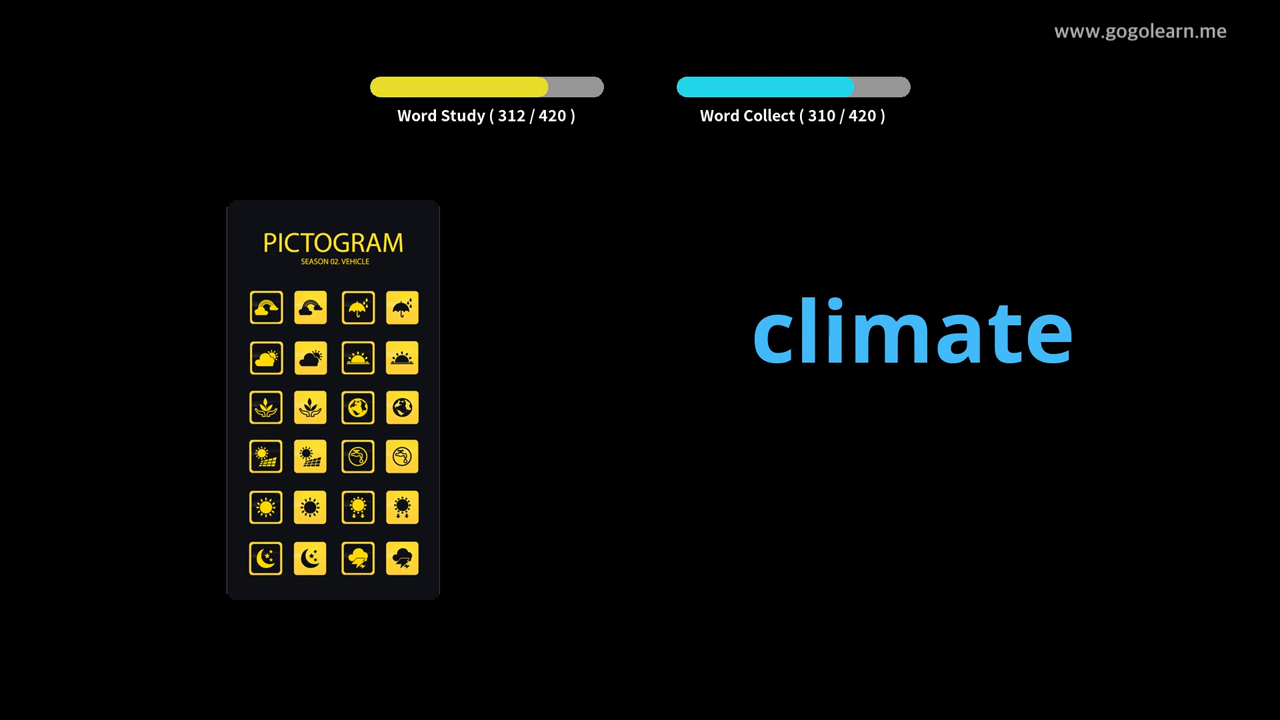 www.gogolearn.me
Word Study ( 312 / 420 )
Word Collect ( 310 / 420 )
PICTOGRAM
SEASON 02. VEHICLE
climate